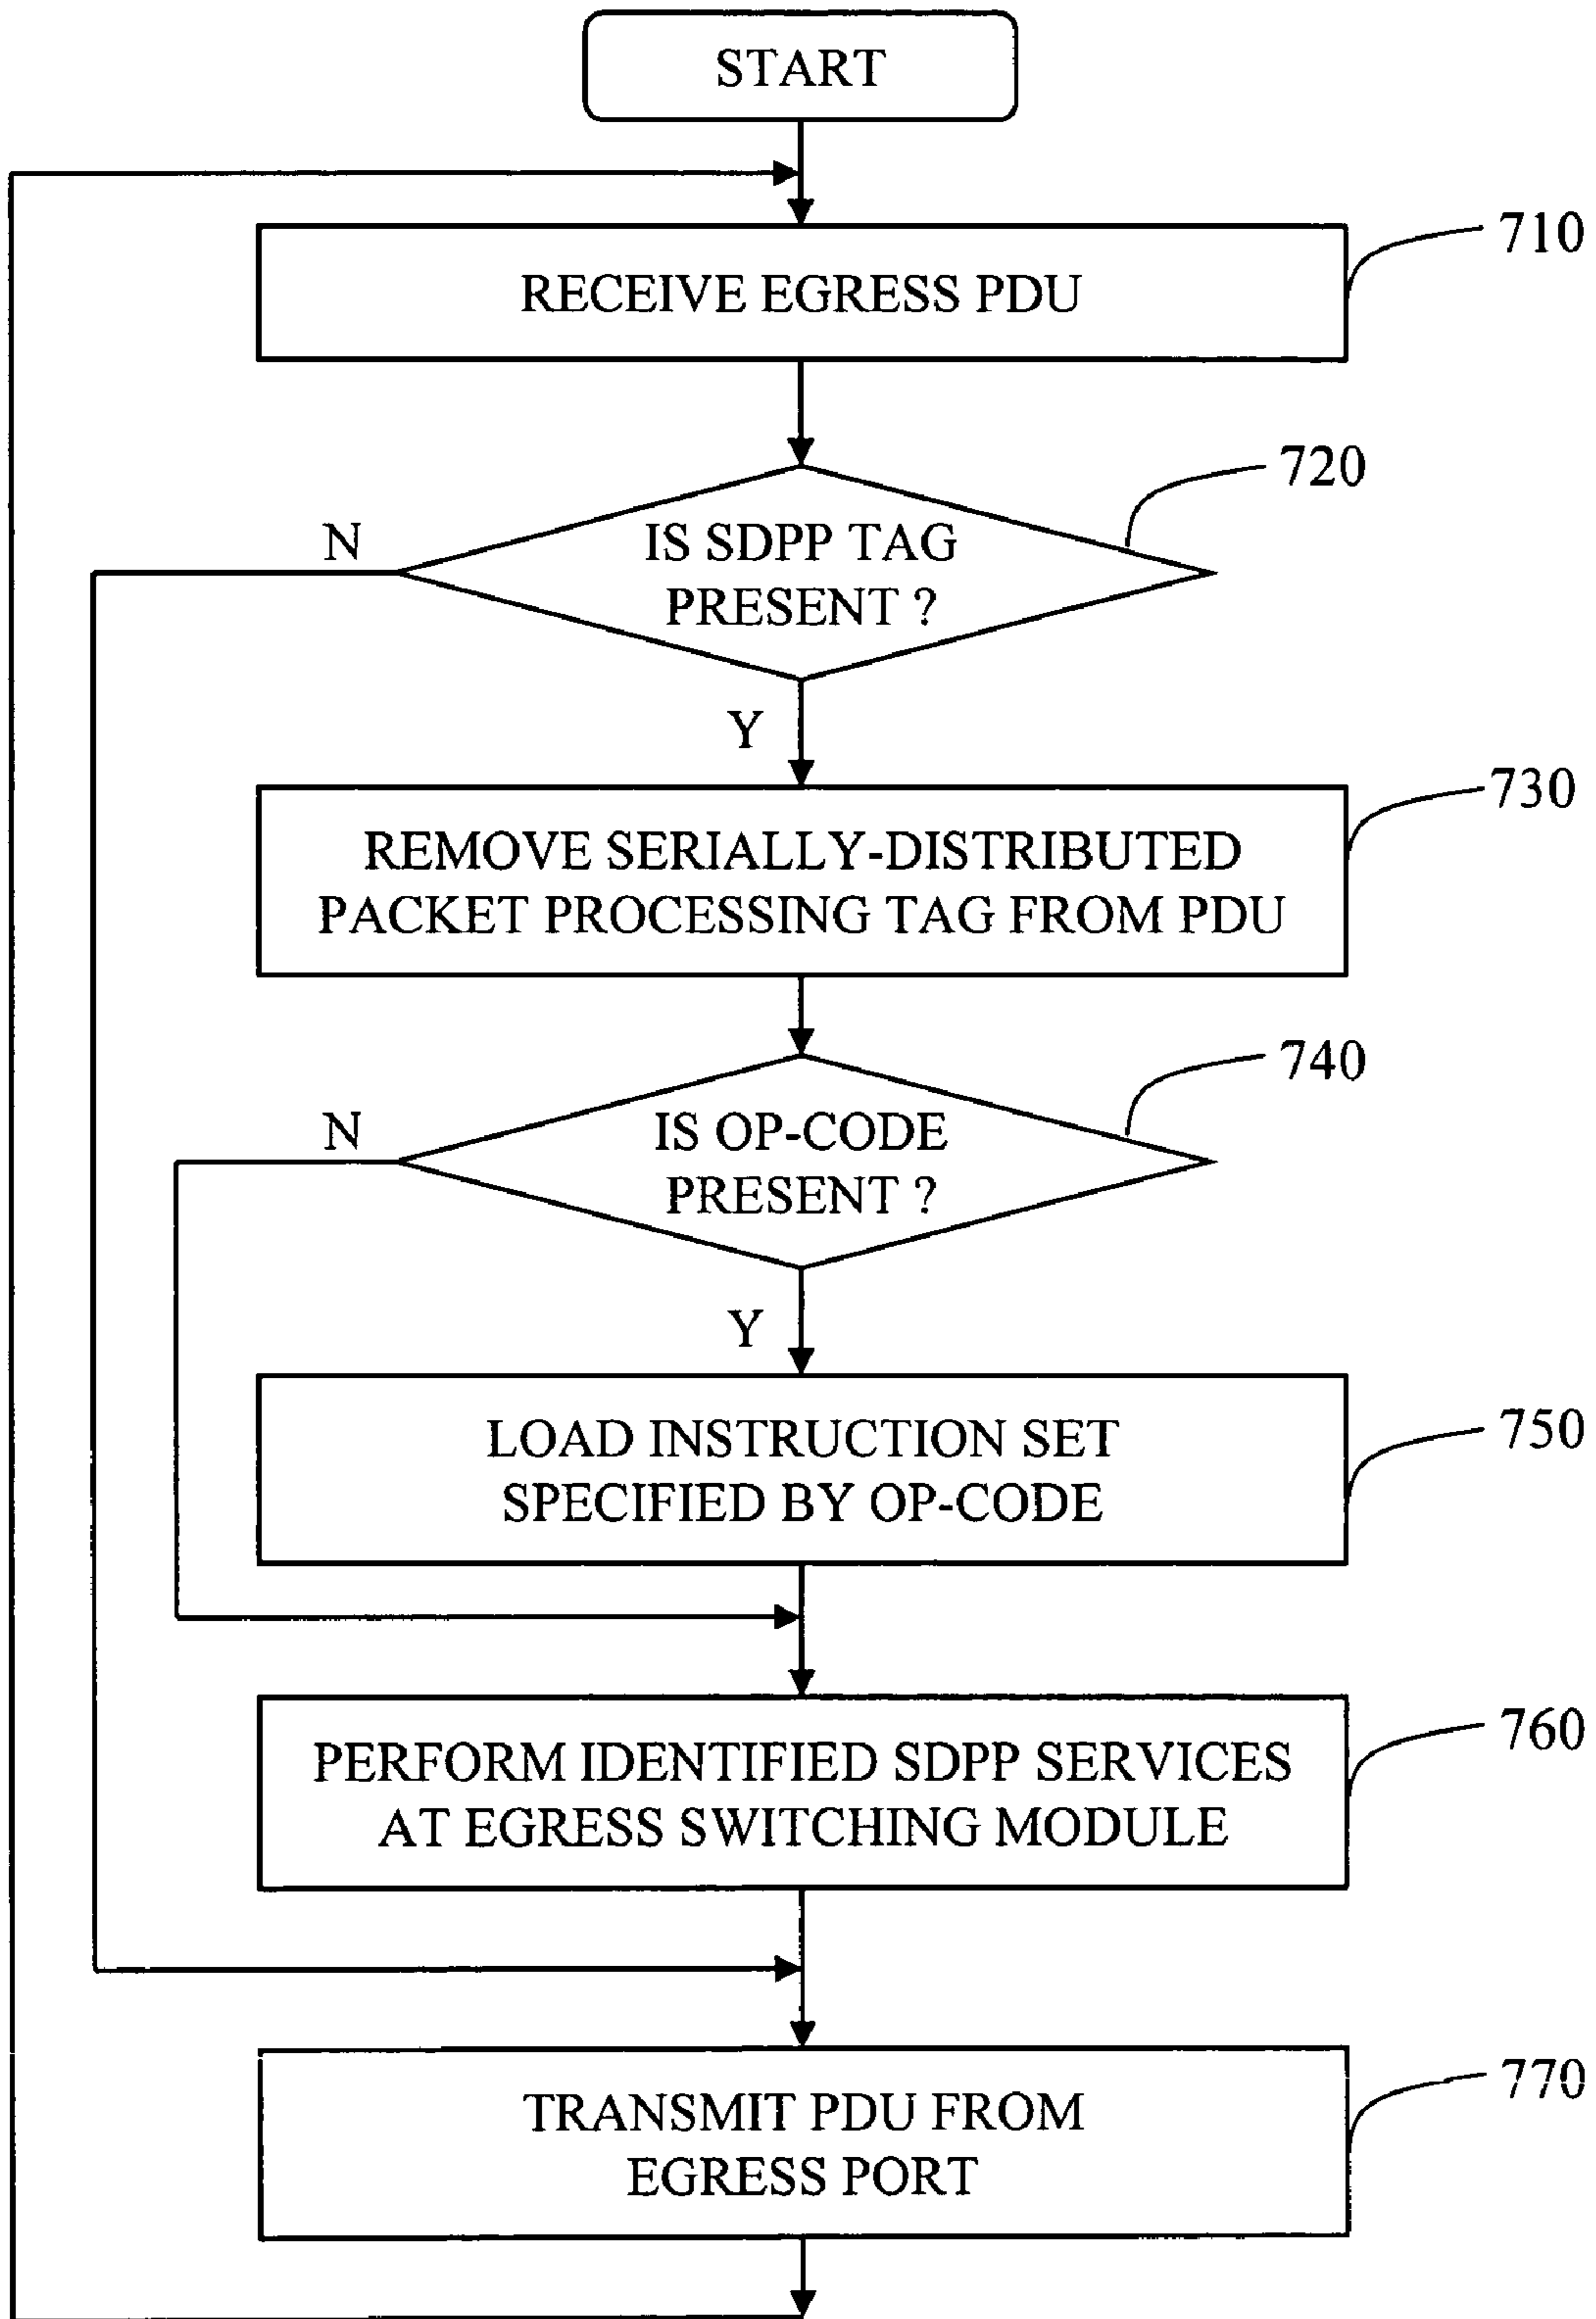 START
710
RECEIVE EGRESS PDU
720
N
IS SDPP TAG
PRESENT ?
Y
730
REMOVE SERIALLY-DISTRIBUTED
PACKET PROCESSING TAG FROM PDU
740
N
IS OP-CODE
PRESENT ?
Y
750
LOAD INSTRUCTION SET
SPECIFIED BY OP-CODE
760
PERFORM IDENTIFIED SDPP SERVICES
AT EGRESS SWITCHING MODULE
770
TRANSMIT PDU FROM
EGRESS PORT